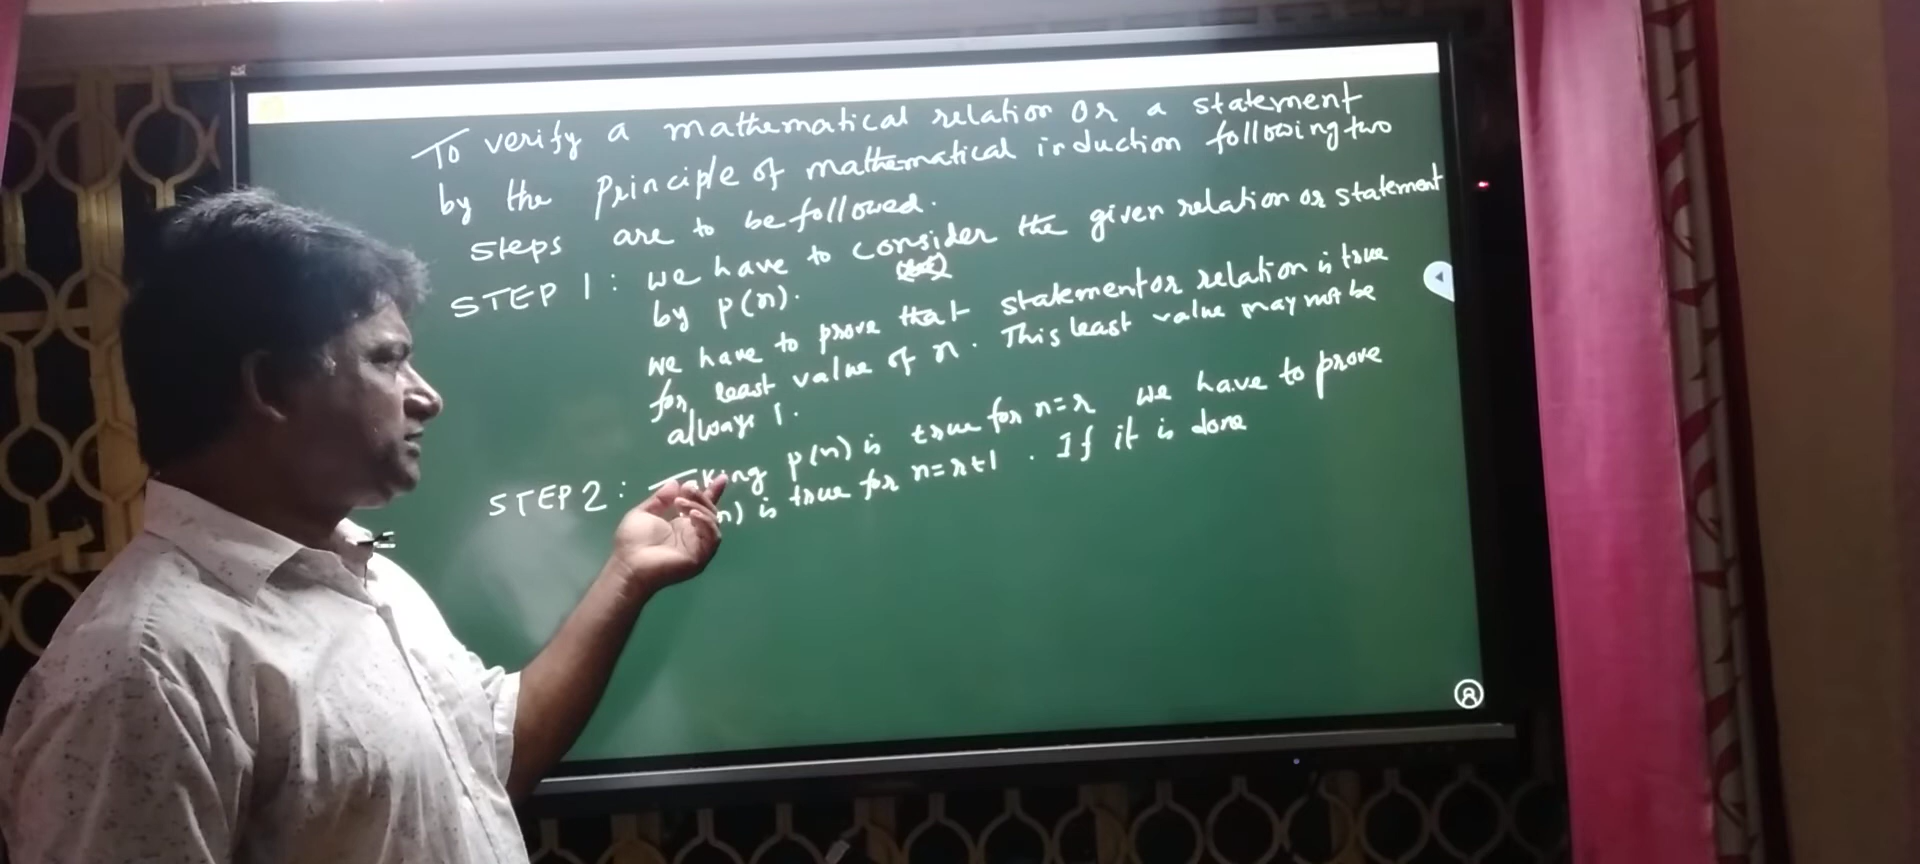 To verify a mathematical relation or a statement
by the principle of mathematical induction following two
steps are to be followed.
STEP 1: we have to consider the given relation or statement
by p(n).
we have to prove that statement or relation is true
for least value of n. This least value may not be
always 1.
STEP 2: Taking p(n) is true for n=r we have to prove
n) is true for n=r+1. If it is done